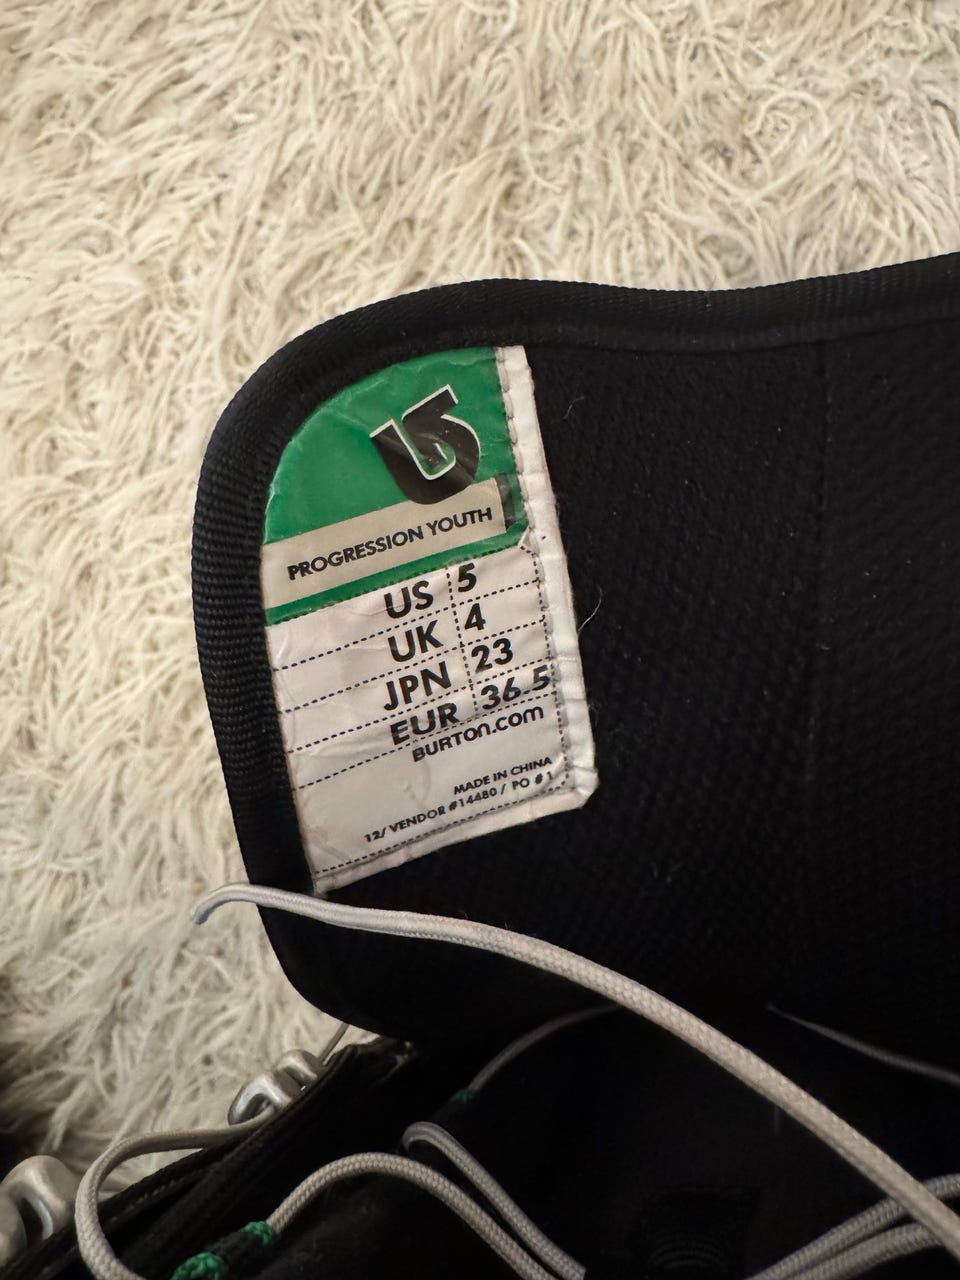 PROGRESSION YOUTH
US 5
UK 4
JPN 23
EUR 36.5
BURTON.COM
MADE IN CHINA
12/ VENDOR #14480 / PO #1